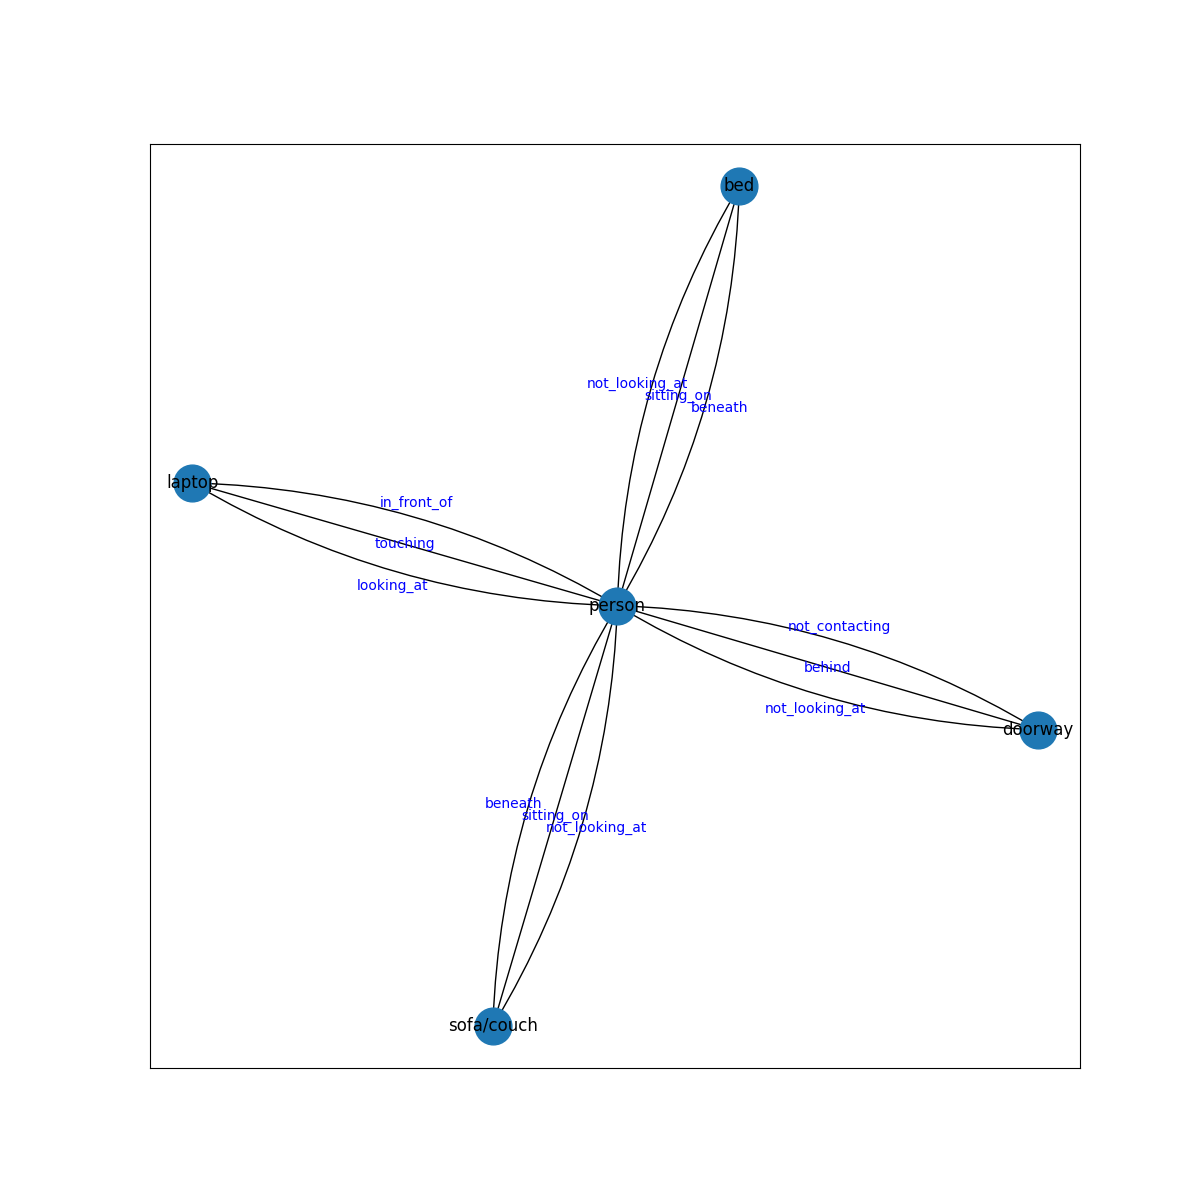 bed
not_looking_at
sitting_on
beneath
laptop
in_front_of
touching
looking_at
person
not_contacting
behind
not_looking_at
doorway
beneath
sitting_on
not_looking_at
sofa/couch